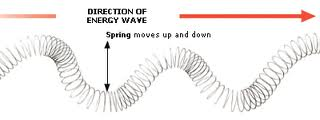 DIRECTION OF
ENERGY WAVE
Spring moves up and down